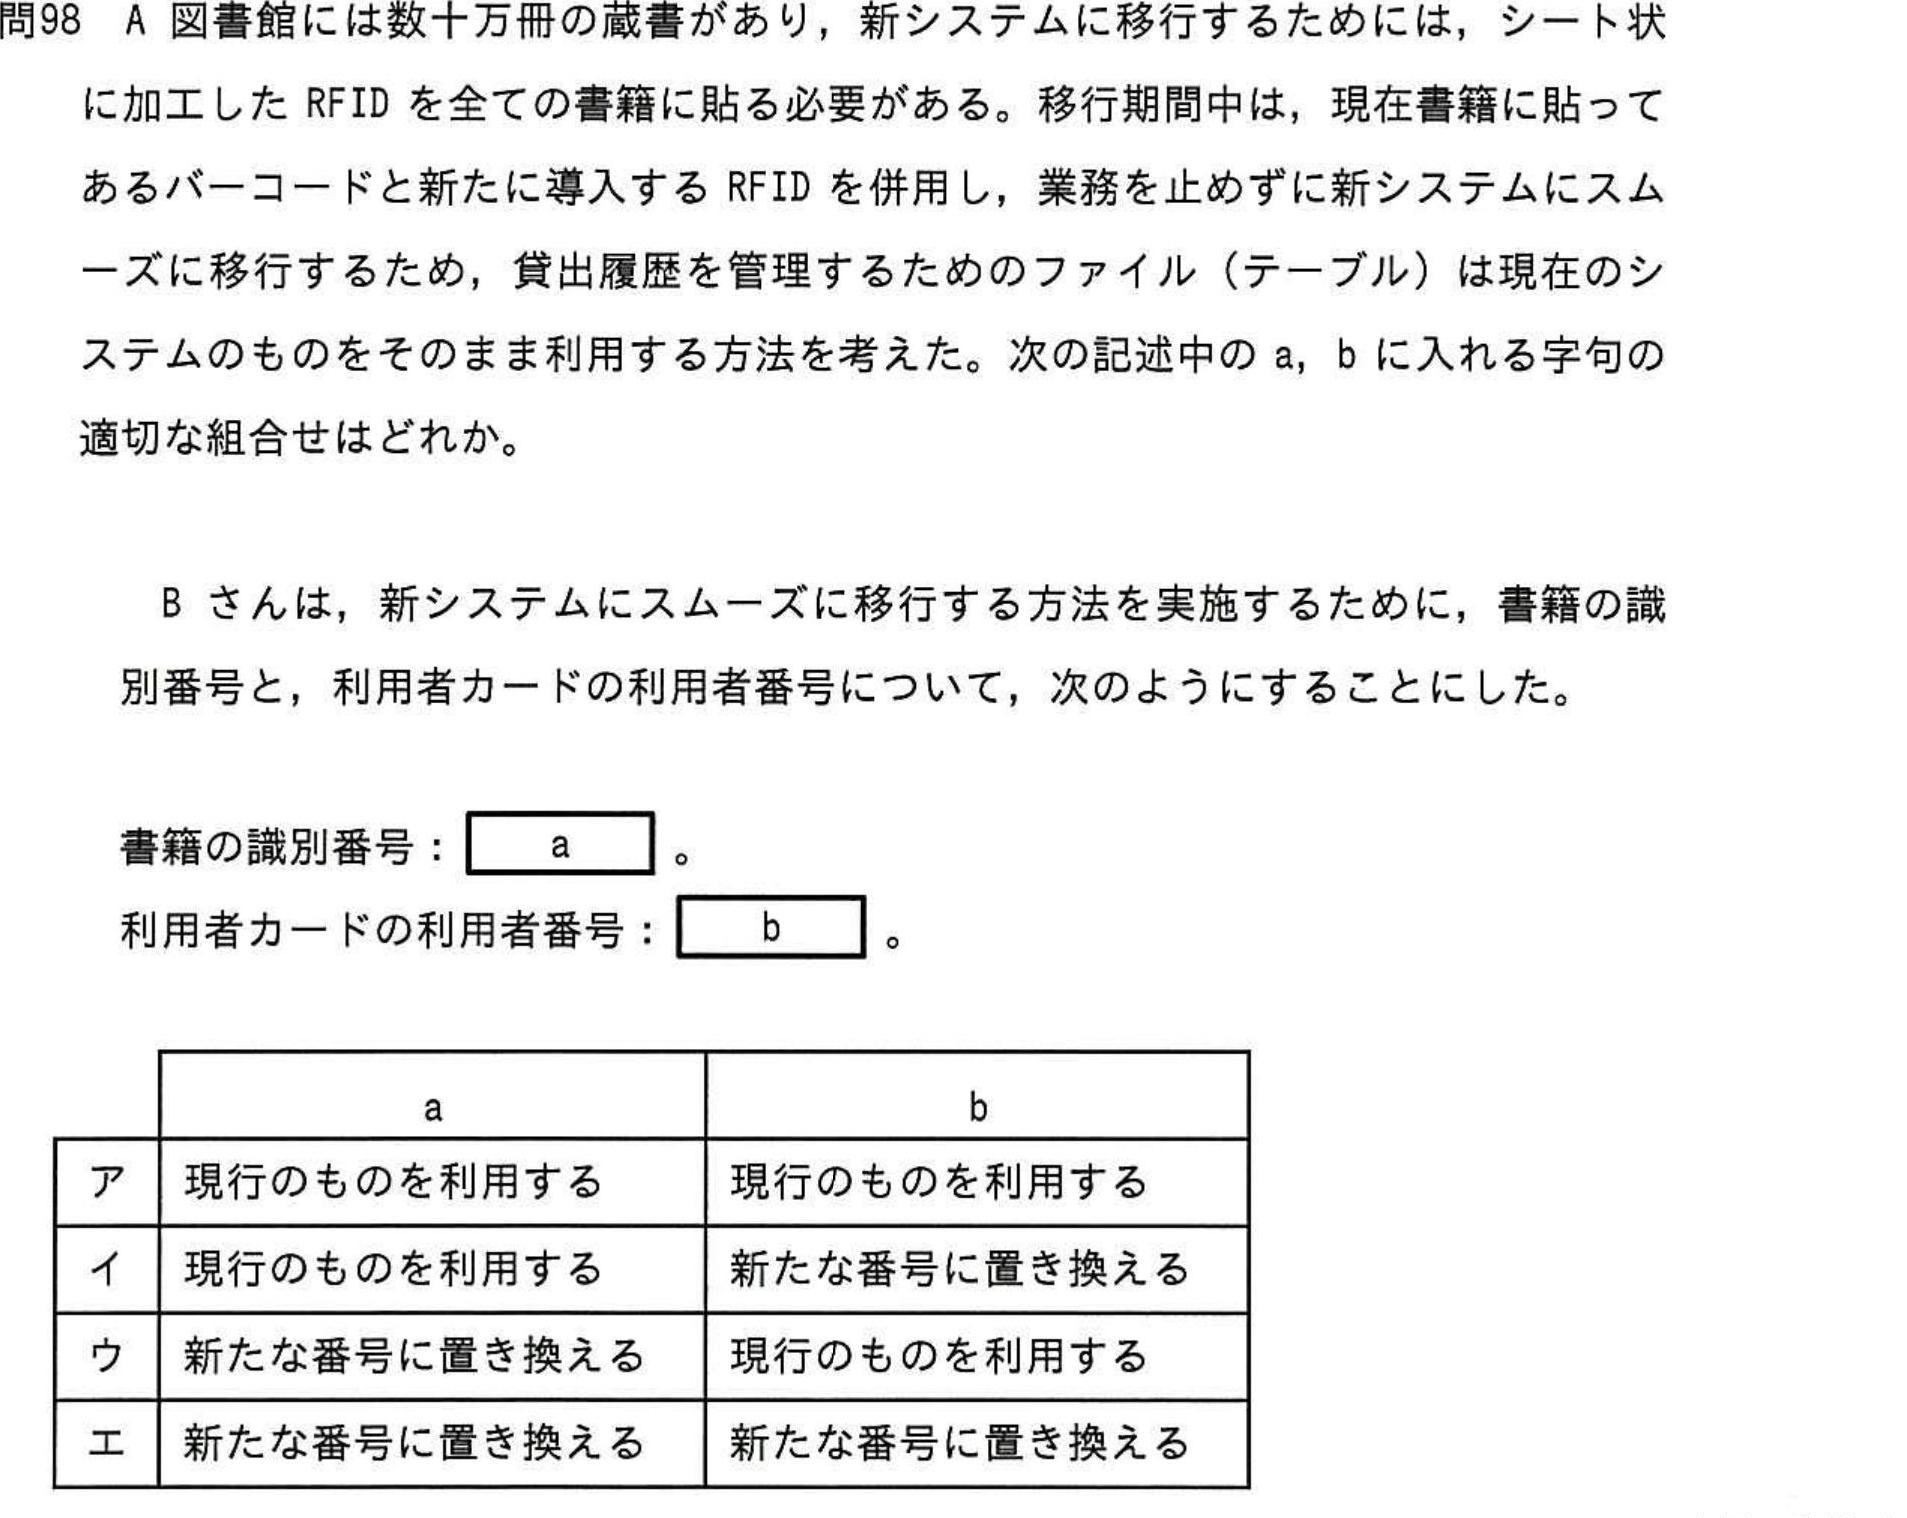 問98 A 図書館には数十万冊の蔵書があり，新システムに移行するためには，シート状
に加工した RFID を全ての書籍に貼る必要がある。移行期間中は，現在書籍に貼って
あるバーコードと新たに導入する RFID を併用し，業務を止めずに新システムにスム
ーズに移行するため，貸出履歴を管理するためのファイル（テーブル）は現在のシ
ステムのものをそのまま利用する方法を考えた。次の記述中の a, b に入れる字句の
適切な組合せはどれか。
B さんは，新システムにスムーズに移行する方法を実施するために，書籍の識
別番号と，利用者カードの利用者番号について，次のようにすることにした。
書籍の識別番号： a 。
利用者カードの利用者番号： b 。
a b
ア 現行のものを利用する 現行のものを利用する
イ 現行のものを利用する 新たな番号に置き換える
ウ 新たな番号に置き換える 現行のものを利用する
エ 新たな番号に置き換える 新たな番号に置き換える